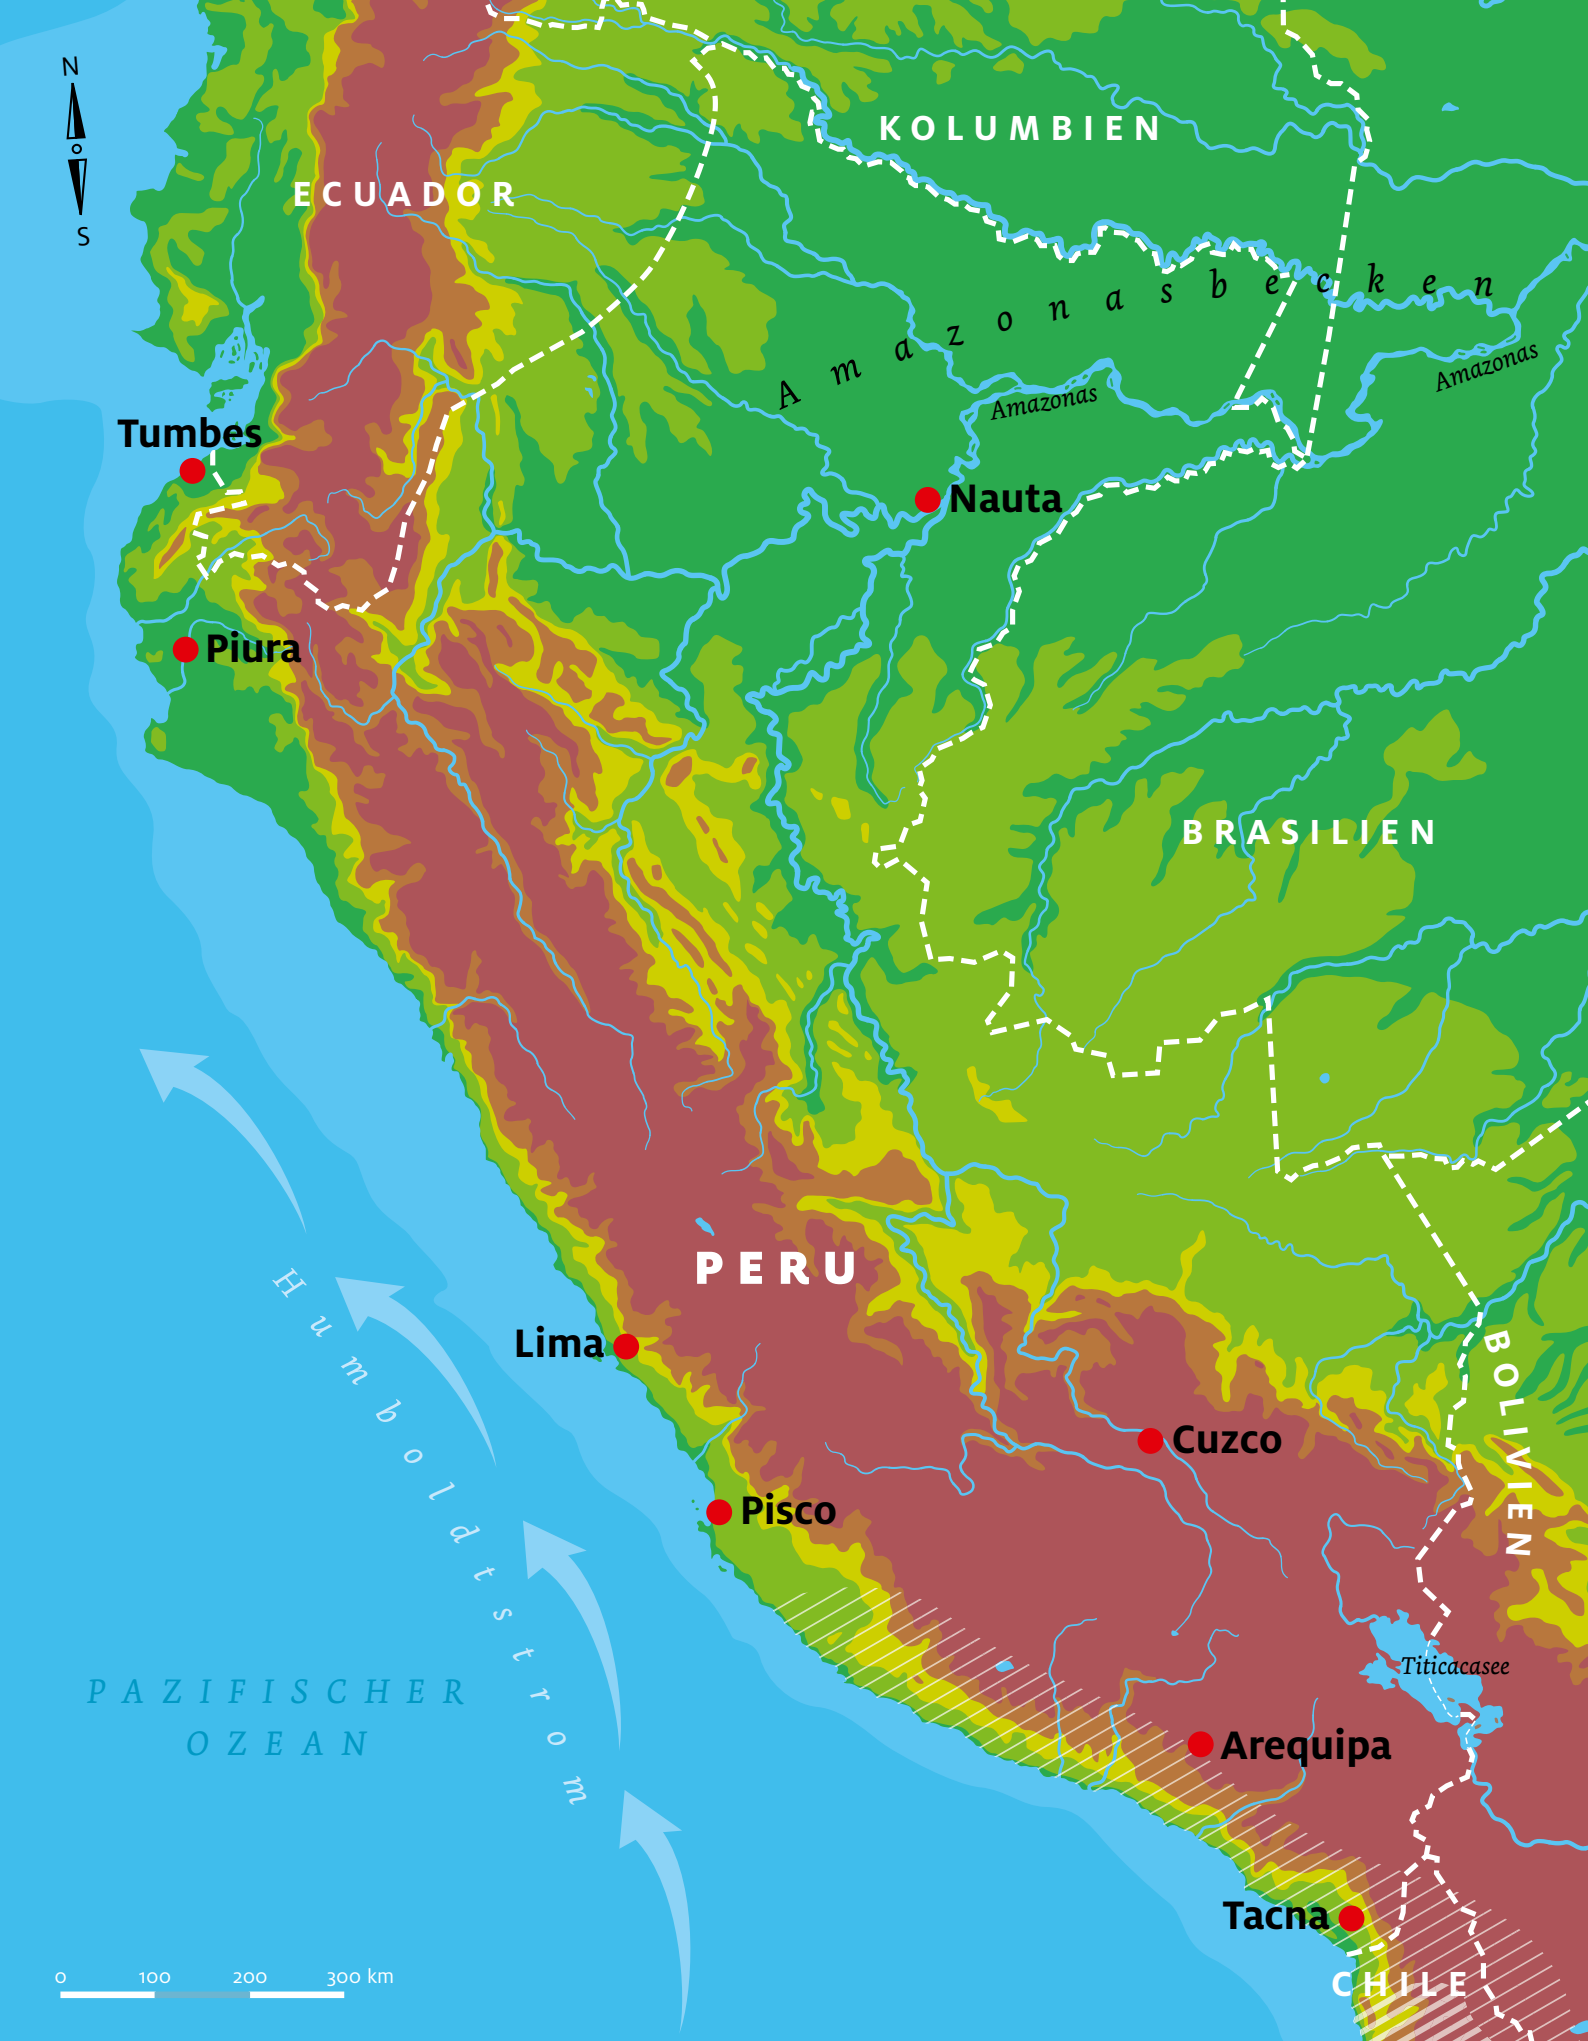 N
S
ECUADOR
KOLUMBIEN
Amazonasbecken
Amazonas
Amazonas
Tumbes
Nauta
Piura
BRASILIEN
PERU
Humboldtstrom
Lima
Cuzco
BOLIVIEN
Pisco
Titicacasee
PAZIFISCHER
OZEAN
Arequipa
Tacna
CHILE
0 100 200 300 km